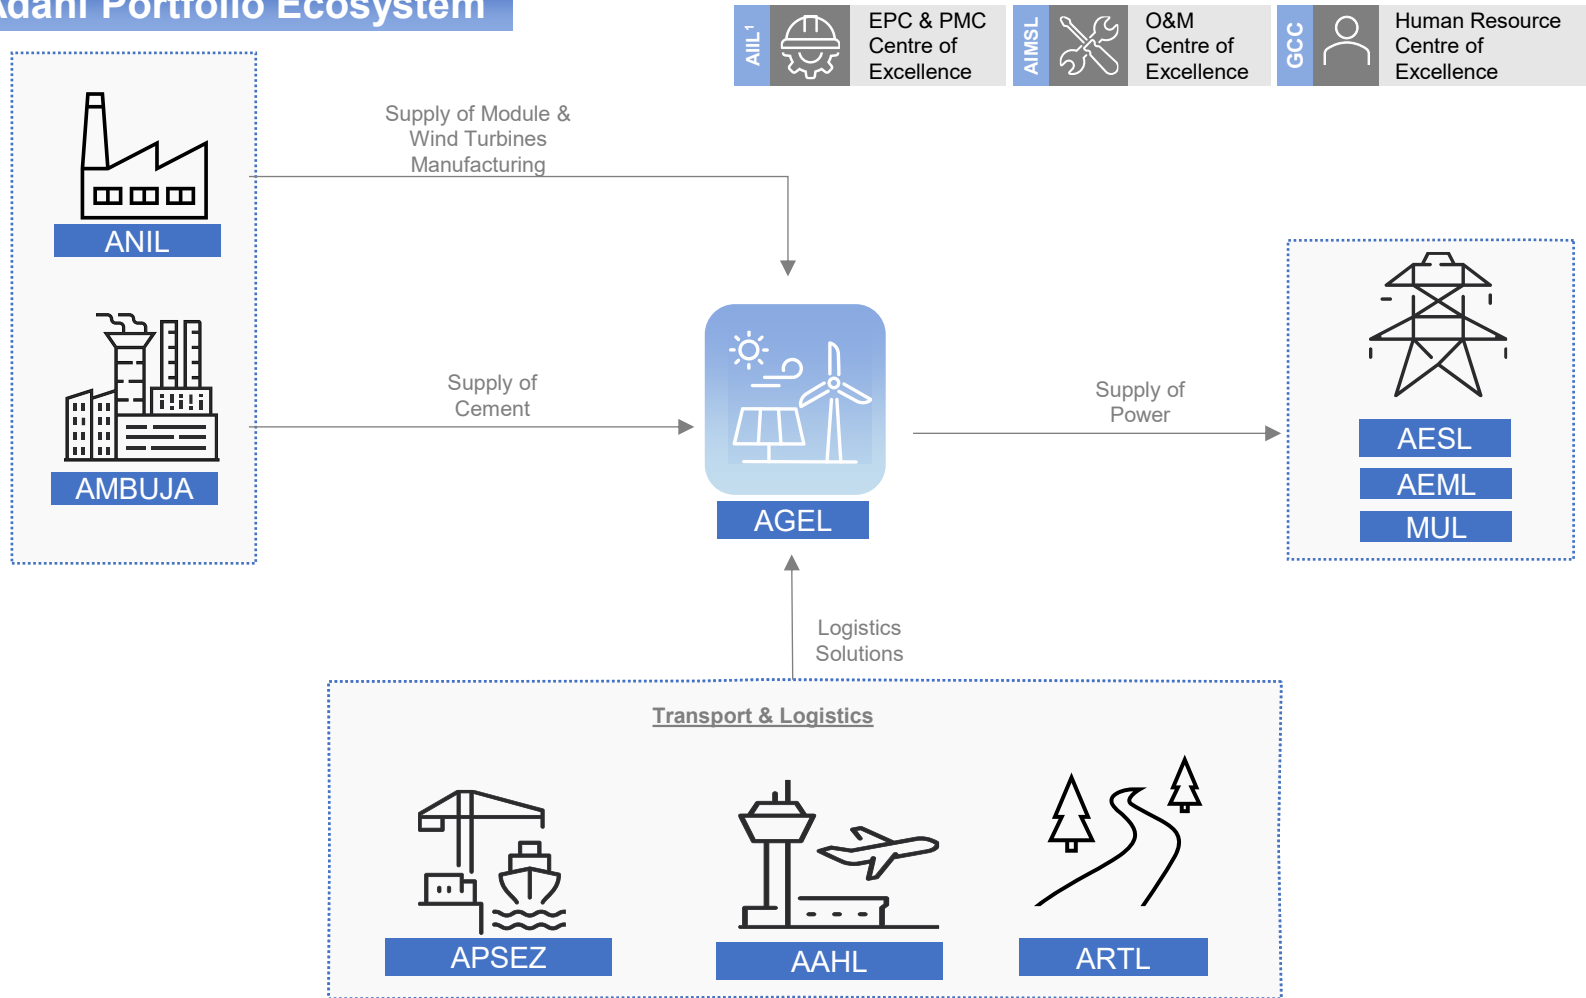 Adani Portfolio Ecosystem
AIIL¹
EPC & PMC
Centre of
Excellence
AIMSL
O&M
Centre of
Excellence
GCC
Human Resource
Centre of
Excellence
Supply of Module &
Wind Turbines
Manufacturing
ANIL
Supply of
Cement
AMBUJA
AGEL
Supply of
Power
AESL
AEML
MUL
Logistics
Solutions
Transport & Logistics
APSEZ
AAHL
ARTL